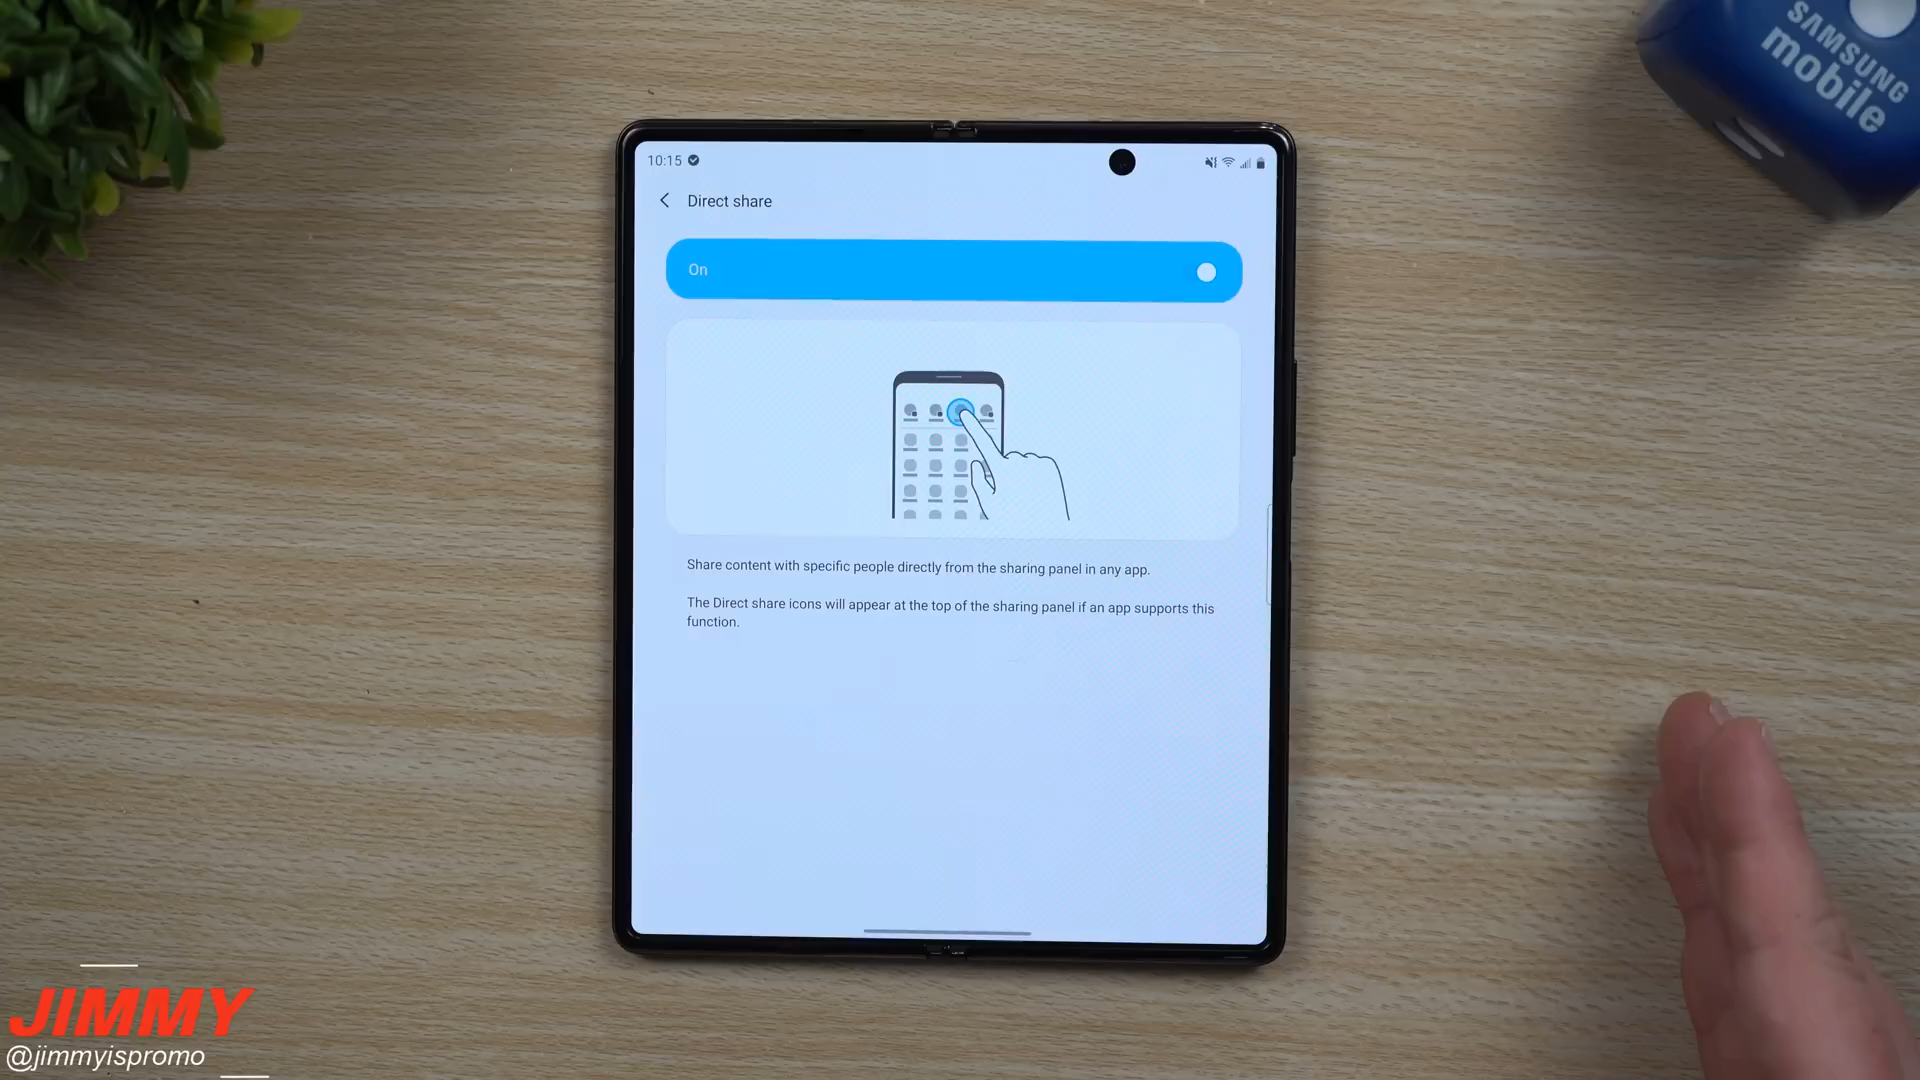 SAMSUNG
mobile
10:15
Direct share
On
Share content with specific people directly from the sharing panel in any app.
The Direct share icons will appear at the top of the sharing panel if an app supports this
function.
JIMMY
@jimmyispromo